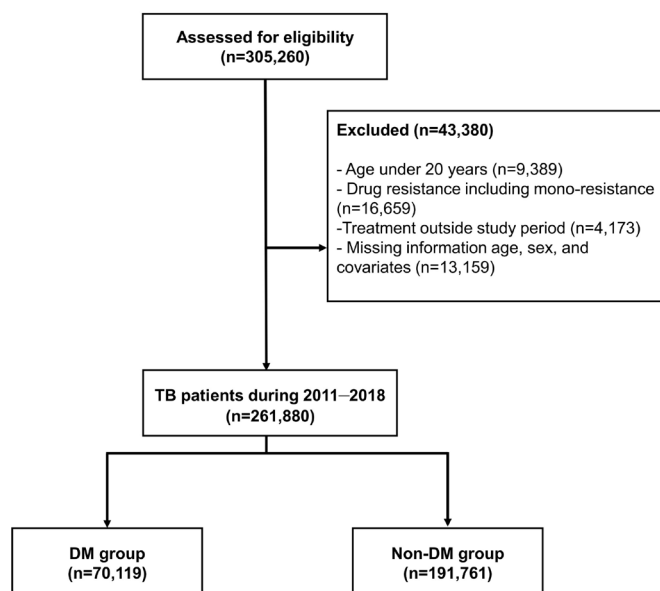 Assessed for eligibility
(n=305,260)
Excluded (n=43,380)
- Age under 20 years (n=9,389)
- Drug resistance including mono-resistance
(n=16,659)
-Treatment outside study period (n=4,173)
- Missing information age, sex, and
covariates (n=13,159)
TB patients during 2011–2018
(n=261,880)
DM group
(n=70,119)
Non-DM group
(n=191,761)